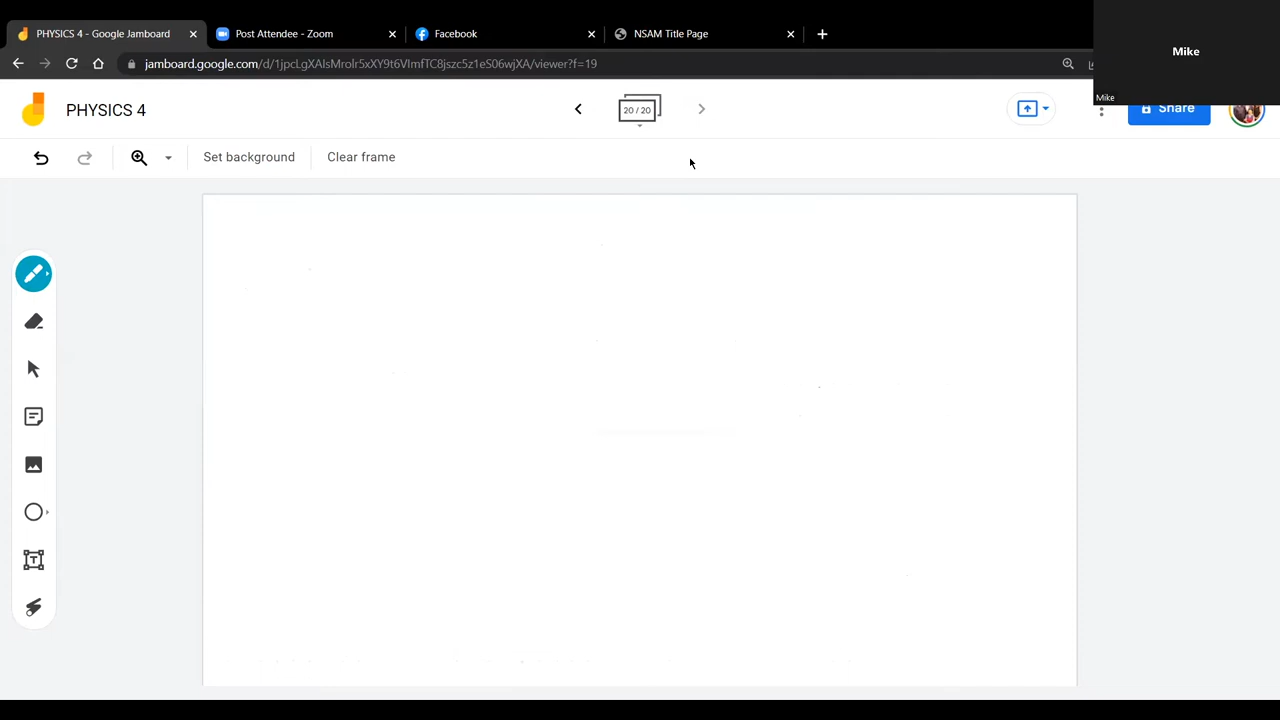 PHYSICS 4 - Google Jamboard
Post Attendee - Zoom
Facebook
NSAM Title Page
Mike
jamboard.google.com/d/1jpcLgXAlsMrolr5xXY9t6VlmfTC8jszc5z1eS06wjXA/viewer?f=19
Mike
PHYSICS 4
20 / 20
Share
Set background
Clear frame